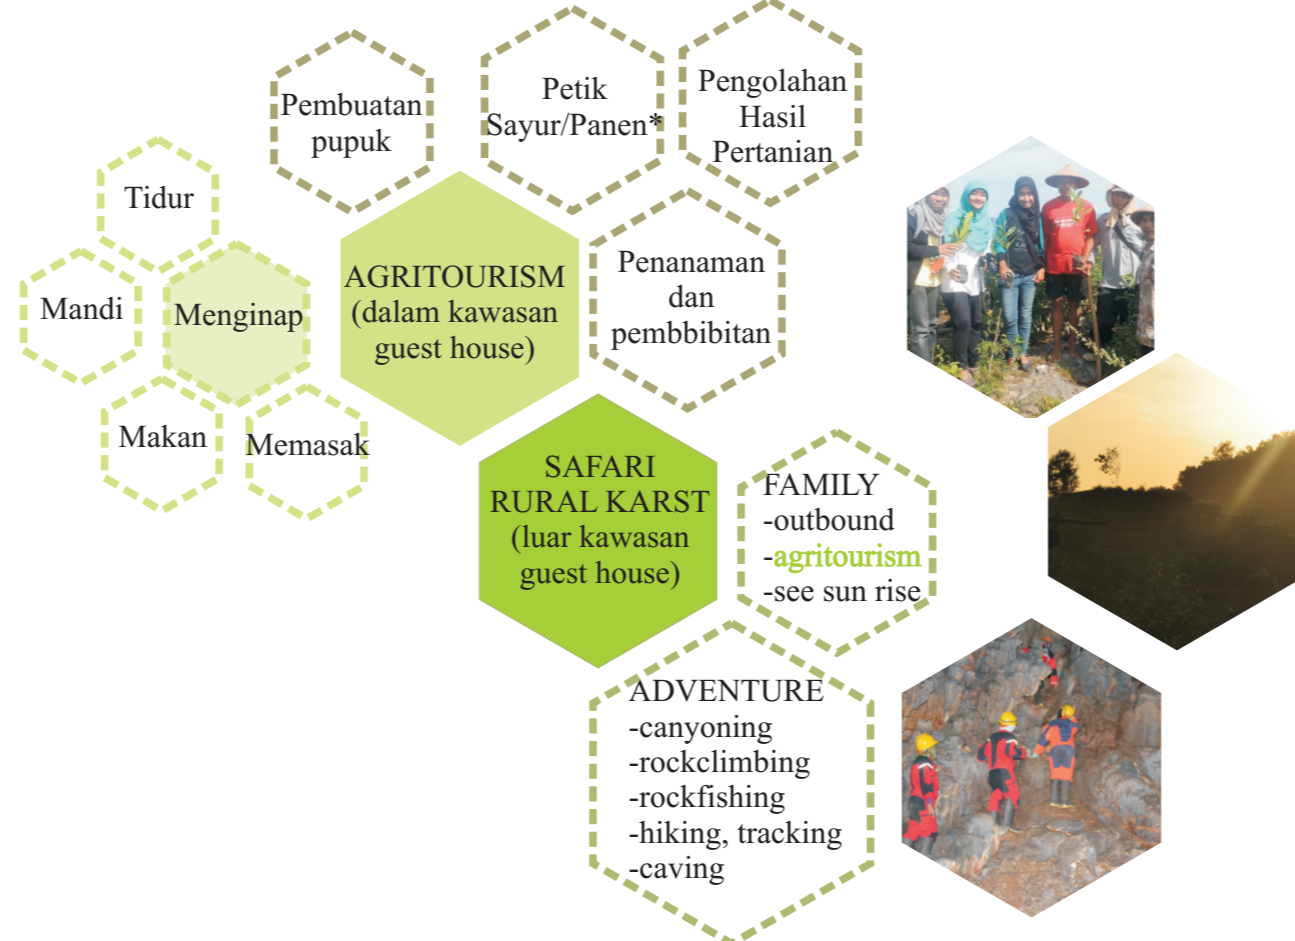 Pembuatan
pupuk
Petik
Sayur/Panen*
Pengolahan
Hasil
Pertanian
Tidur
Mandi
Menginap
Makan
Memasak
AGRITOURISM
(dalam kawasan
guest house)
Penanaman
dan
pembbibitan
SAFARI
RURAL KARST
(luar kawasan
guest house)
FAMILY
-outbound
-agritourism
-see sun rise
ADVENTURE
-canyoning
-rockclimbing
-rockfishing
-hiking, tracking
-caving